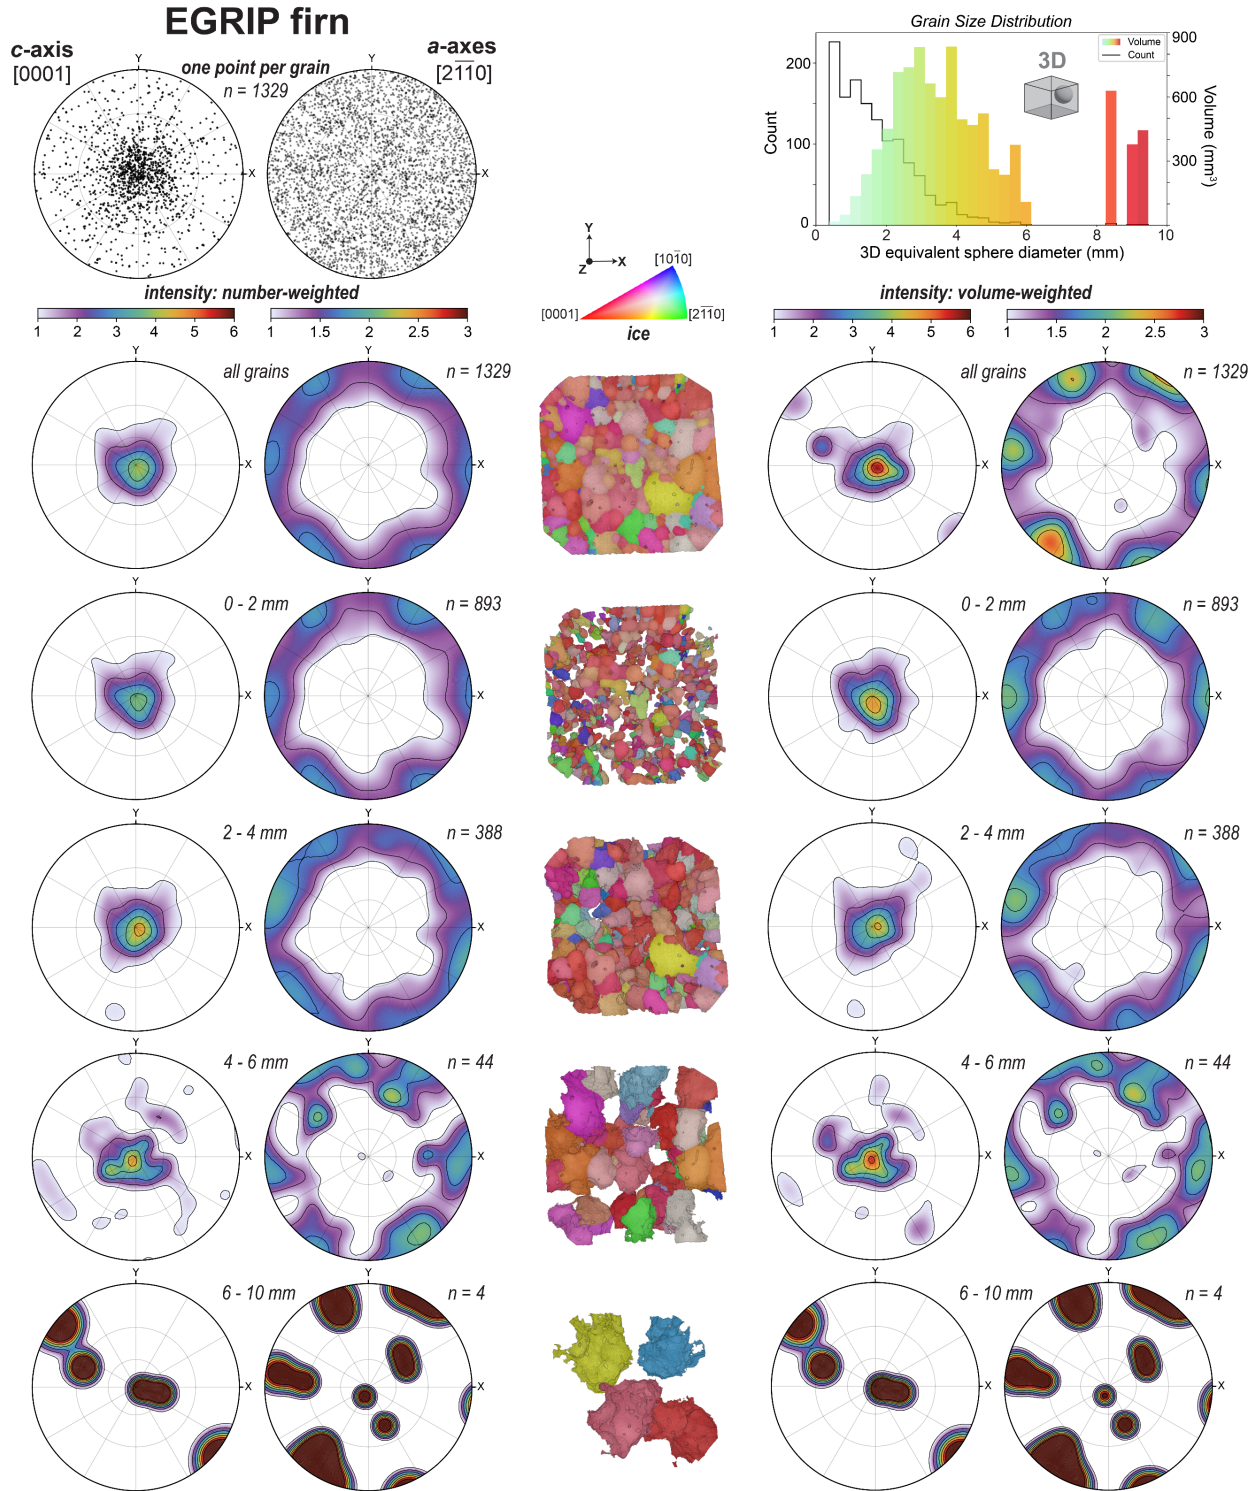 EGRIP firn
c-axis
[0001]
a-axes
[2110]
one point per grain
n = 1329
Y
X
Y
X
Grain Size Distribution
Count
200
100
0
0 2 4 6 8 10
3D equivalent sphere diameter (mm)
900
600
300
Volume (mm³)
Volume
Count
3D
Y
Z
X
[1010]
[0001]
[2110]
ice
intensity: number-weighted
1 2 3 4 5 6
1 1.5 2 2.5 3
intensity: volume-weighted
1 2 3 4 5 6
1 1.5 2 2.5 3
Y
X
all grains
Y
X
n = 1329
Y
X
all grains
Y
X
n = 1329
Y
X
0 - 2 mm
Y
X
n = 893
Y
X
0 - 2 mm
Y
X
n = 893
Y
X
2 - 4 mm
Y
X
n = 388
Y
X
2 - 4 mm
Y
X
n = 388
Y
X
4 - 6 mm
Y
X
n = 44
Y
X
4 - 6 mm
Y
X
n = 44
Y
X
6 - 10 mm
Y
X
n = 4
Y
X
6 - 10 mm
Y
X
n = 4